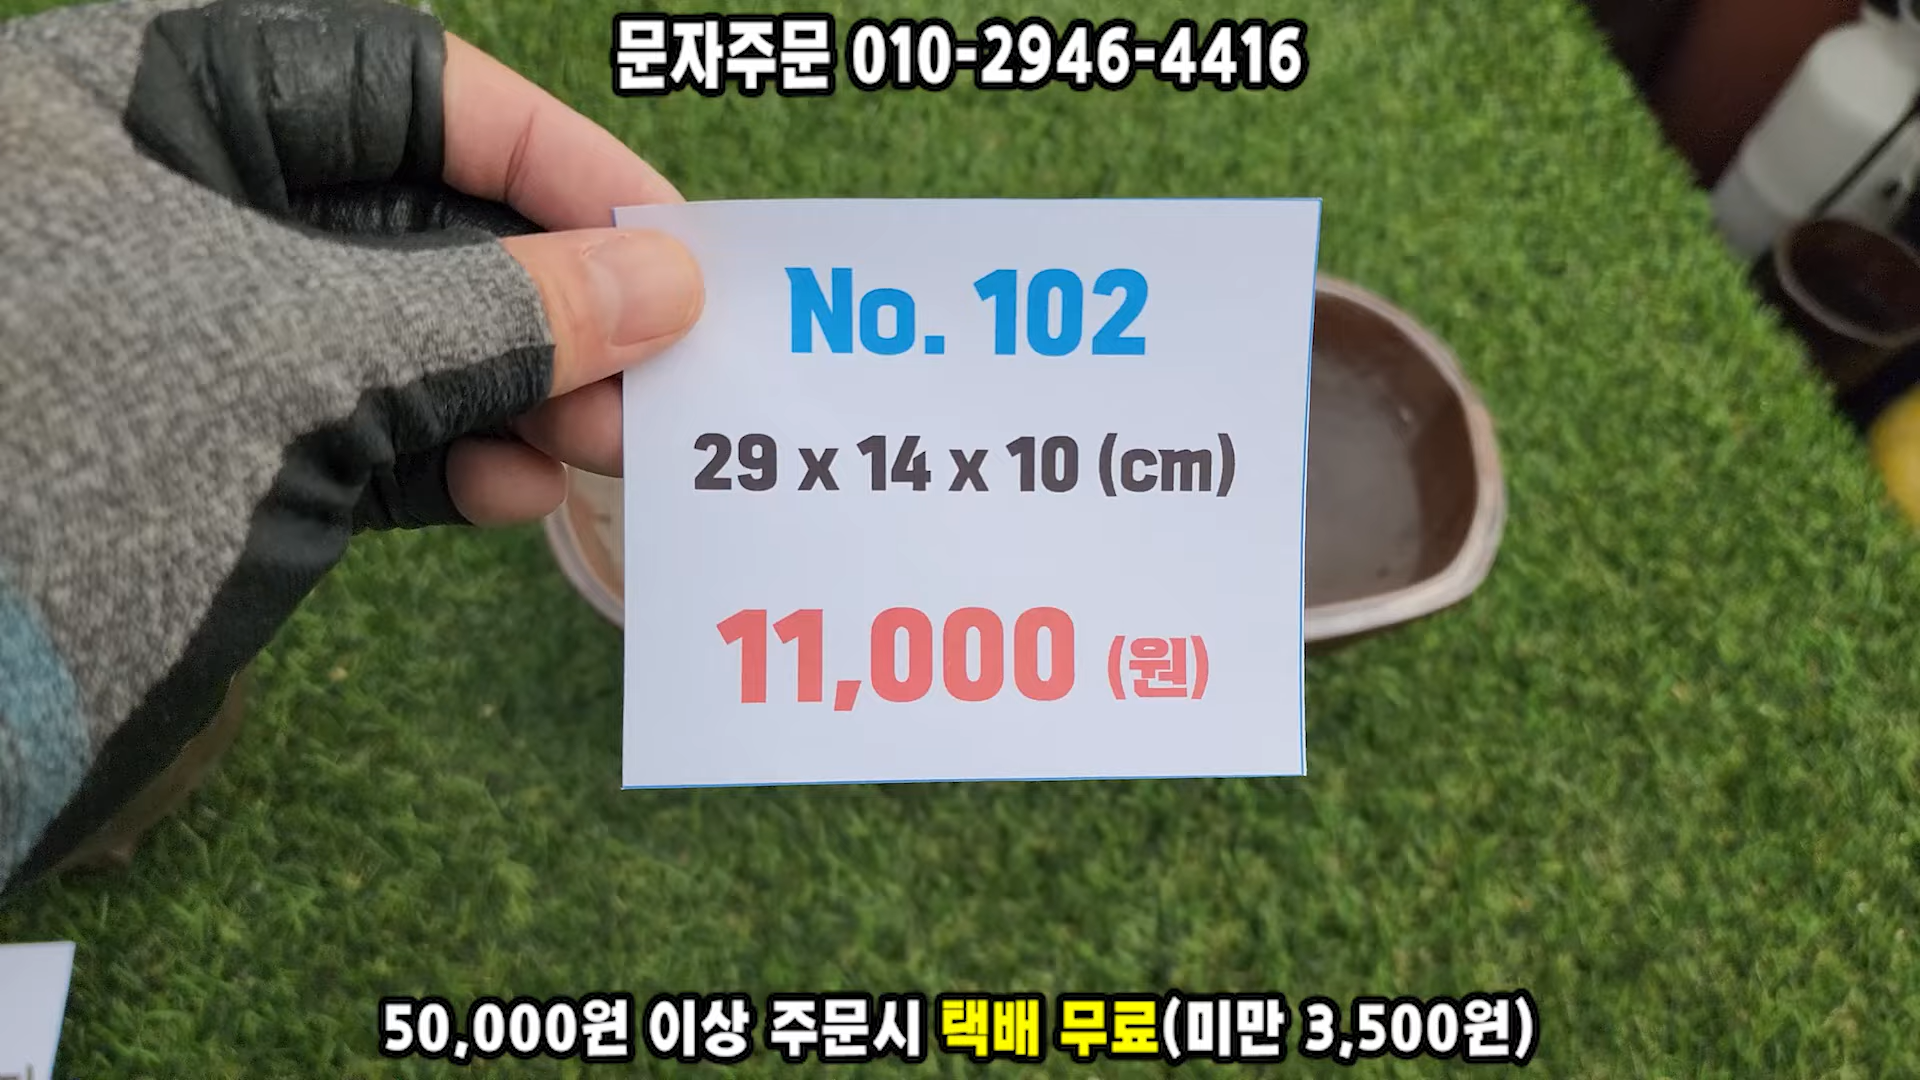 문자주문 010-2946-4416
No. 102
29 x 14 x 10 (cm)
11,000 (원)
50,000원 이상 주문시 택배 무료(미만 3,500원)